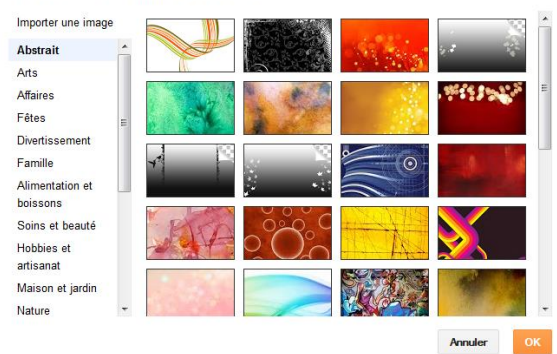 Importer une image
Abstrait
Arts
Affaires
Fêtes
Divertissement
Famille
Alimentation et
boissons
Soins et beauté
Hobbies et
artisanat
Maison et jardin
Nature
Annuler
OK